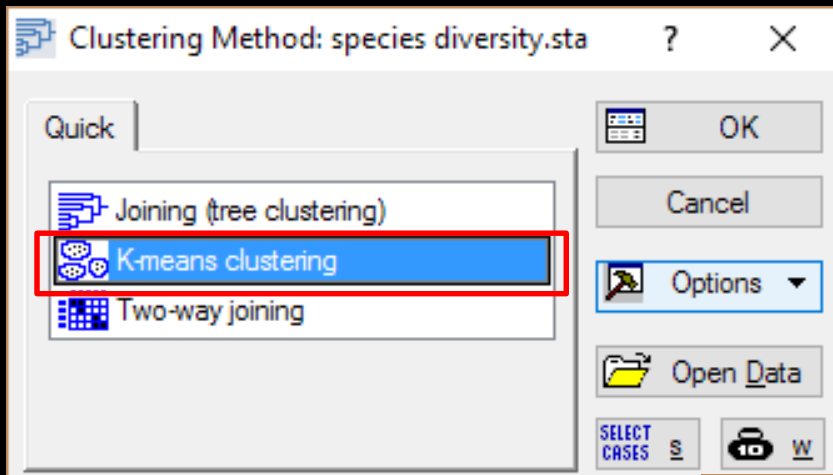 Clustering Method: species diversity.sta ? ×
Quick
OK
Joining (tree clustering)
Cancel
K-means clustering
Options
Two-way joining
Open Data
SELECT CASES S
10 W